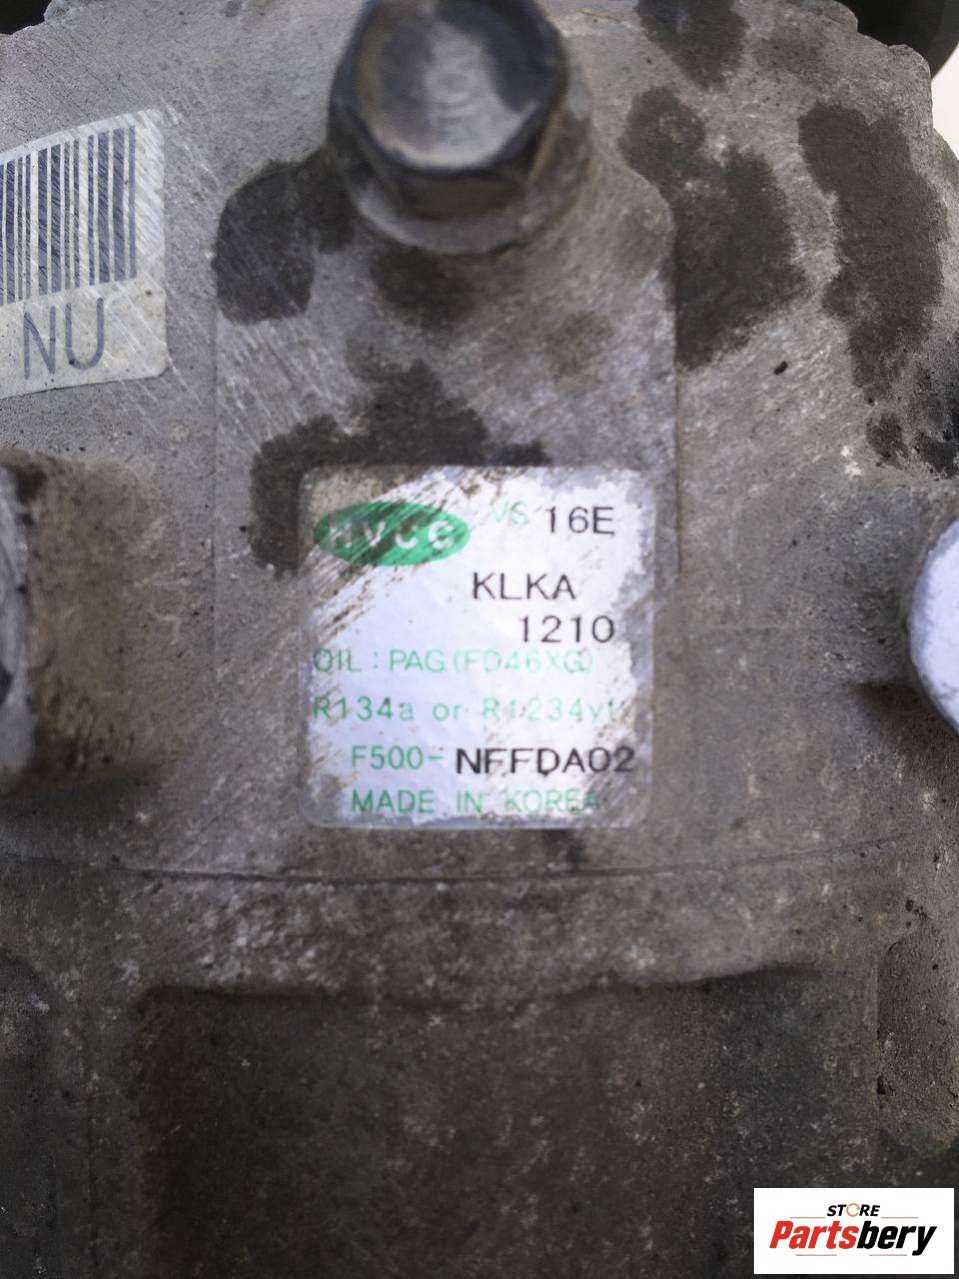 NU
HVCC VS 16E
KLKA
1210
OIL : PAG (FD46XG)
R134a or R1234yf
F500-NFFDA02
MADE IN KOREA
STORE
Partsbery